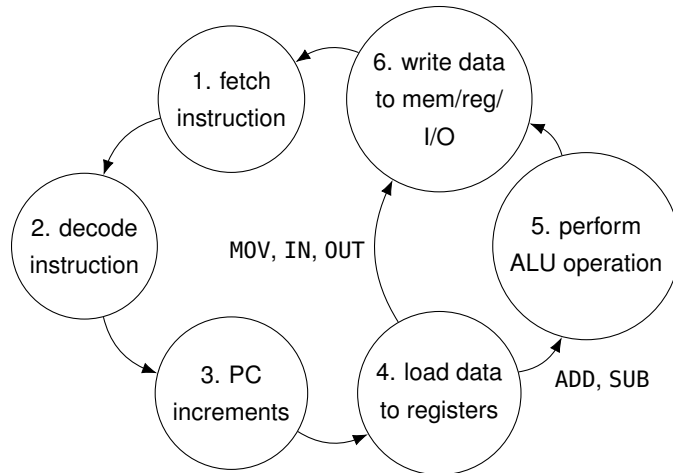 1. fetch
instruction
2. decode
instruction
3. PC
increments
4. load data
to registers
5. perform
ALU operation
6. write data
to mem/reg/
I/O
MOV, IN, OUT
ADD, SUB